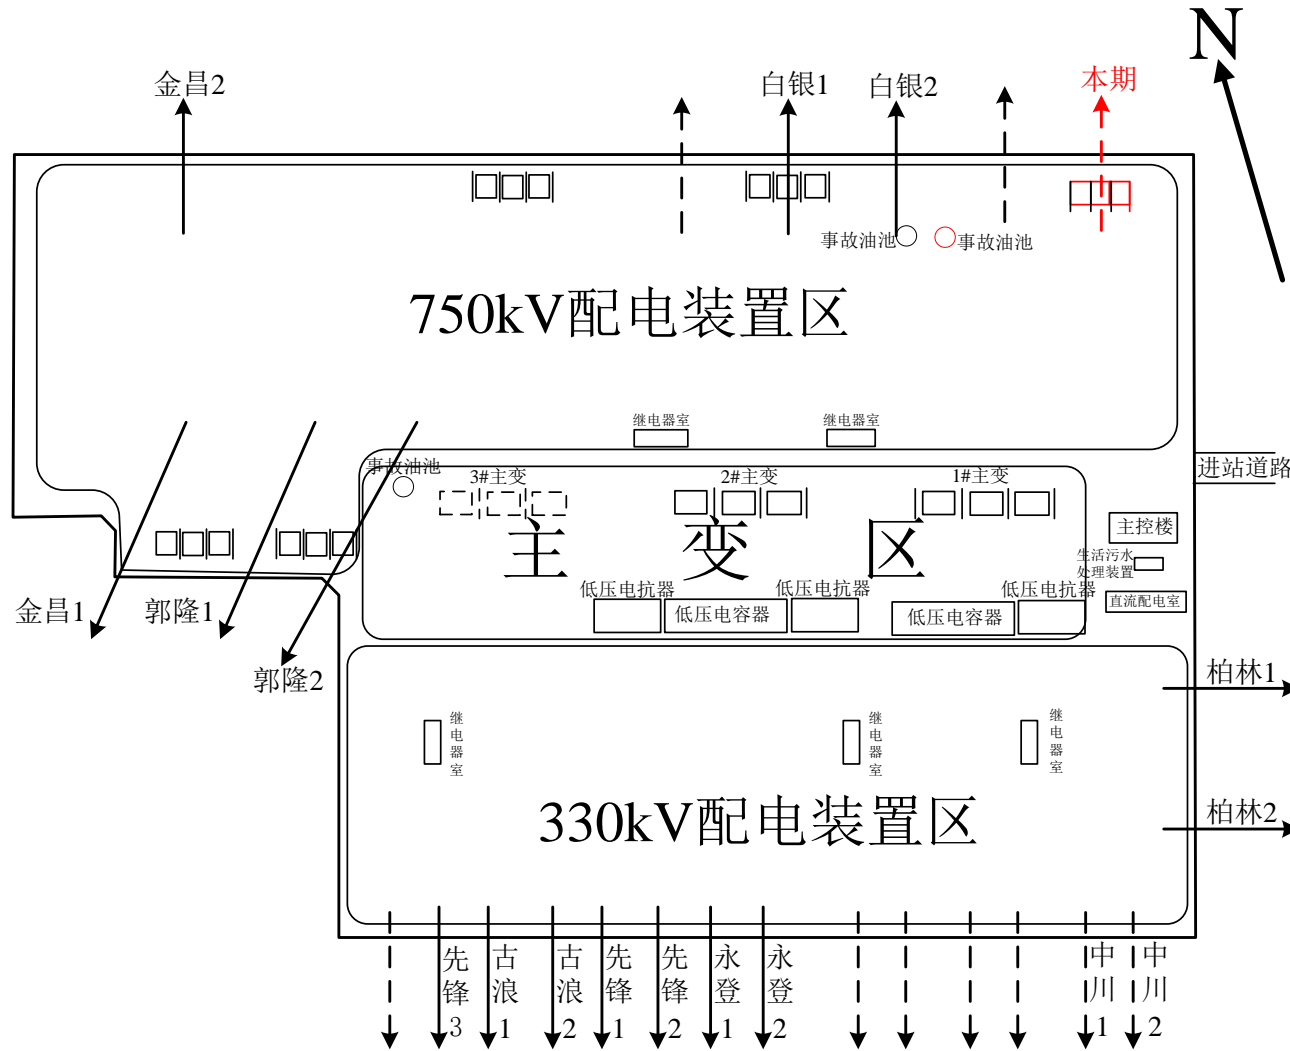 N
金昌2
白银1
白银2
本期
事故油池
事故油池
750kV配电装置区
继电器室
继电器室
进站道路
事故油池
3#主变
2#主变
1#主变
主变区
主控楼
生活污水
处理装置
直流配电室
低压电抗器
低压电容器
低压电抗器
低压电容器
低压电抗器
金昌1
郭隆1
郭隆2
柏林1
继电器室
继电器室
继电器室
330kV配电装置区
柏林2
先锋3
古浪1
古浪2
先锋1
先锋2
永登1
永登2
中川1
中川2